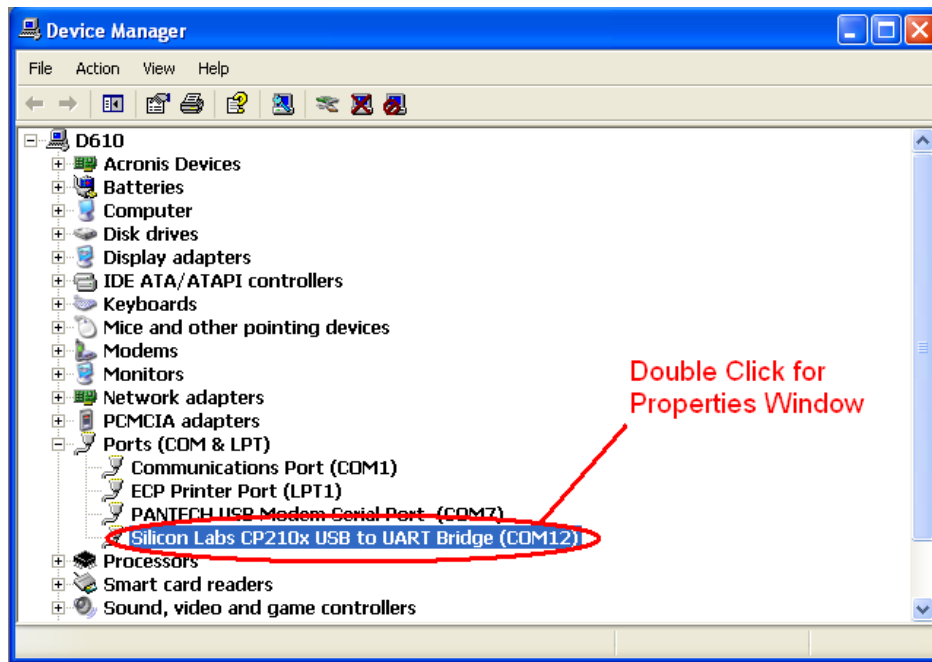 Device Manager
File Action View Help
D610
Acronis Devices
Batteries
Computer
Disk drives
Display adapters
IDE ATA/ATAPI controllers
Keyboards
Mice and other pointing devices
Modems
Monitors
Double Click for
Properties Window
Network adapters
PCMCIA adapters
Ports (COM & LPT)
Communications Port (COM1)
ECP Printer Port (LPT1)
PANTECH USB Modem Serial Port (COM7)
Silicon Labs CP210x USB to UART Bridge (COM12)
Processors
Smart card readers
Sound, video and game controllers